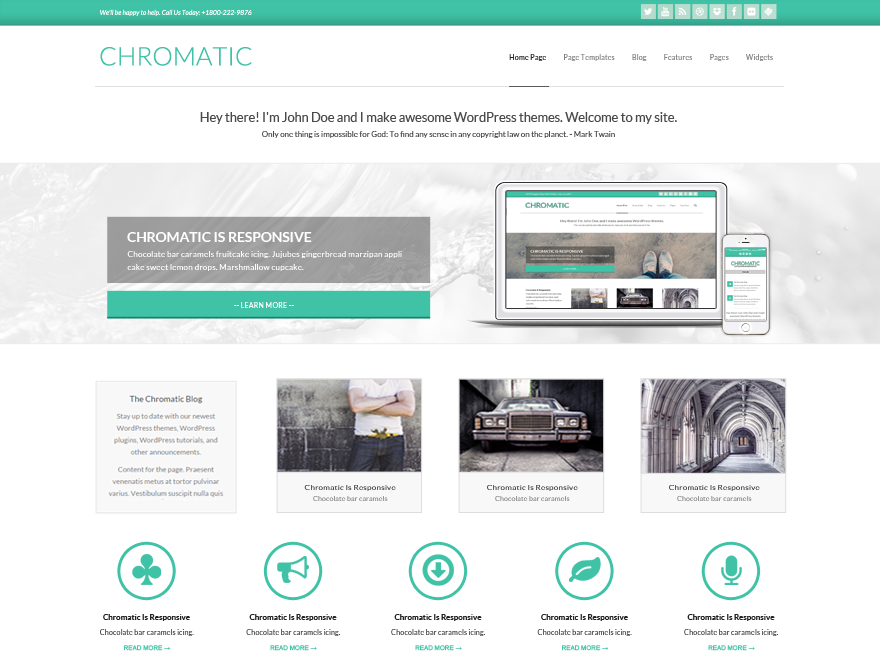 We'll be happy to help. Call Us Today: +1800-222-9876
CHROMATIC
Home Page Page Templates Blog Features Pages Widgets
Hey there! I'm John Doe and I make awesome WordPress themes. Welcome to my site.
Only one thing is impossible for God: To find any sense in any copyright law on the planet. - Mark Twain
CHROMATIC IS RESPONSIVE
Chocolate bar caramels fruitcake icing. Jujubes gingerbread marzipan appli
cake sweet lemon drops. Marshmallow cupcake.
-- LEARN MORE --
CHROMATIC
CHROMATIC IS RESPONSIVE
CHROMATIC
The Chromatic Blog
Stay up to date with our newest
WordPress themes, WordPress
plugins, WordPress tutorials, and
other announcements.
Content for the page. Praesent
venenatis metus at tortor pulvinar
varius. Vestibulum suscipit nulla quis
Chromatic Is Responsive
Chocolate bar caramels
Chromatic Is Responsive
Chocolate bar caramels
Chromatic Is Responsive
Chocolate bar caramels
Chromatic Is Responsive
Chocolate bar caramels icing.
READ MORE →
Chromatic Is Responsive
Chocolate bar caramels icing.
READ MORE →
Chromatic Is Responsive
Chocolate bar caramels icing.
READ MORE →
Chromatic Is Responsive
Chocolate bar caramels icing.
READ MORE →
Chromatic Is Responsive
Chocolate bar caramels icing.
READ MORE →